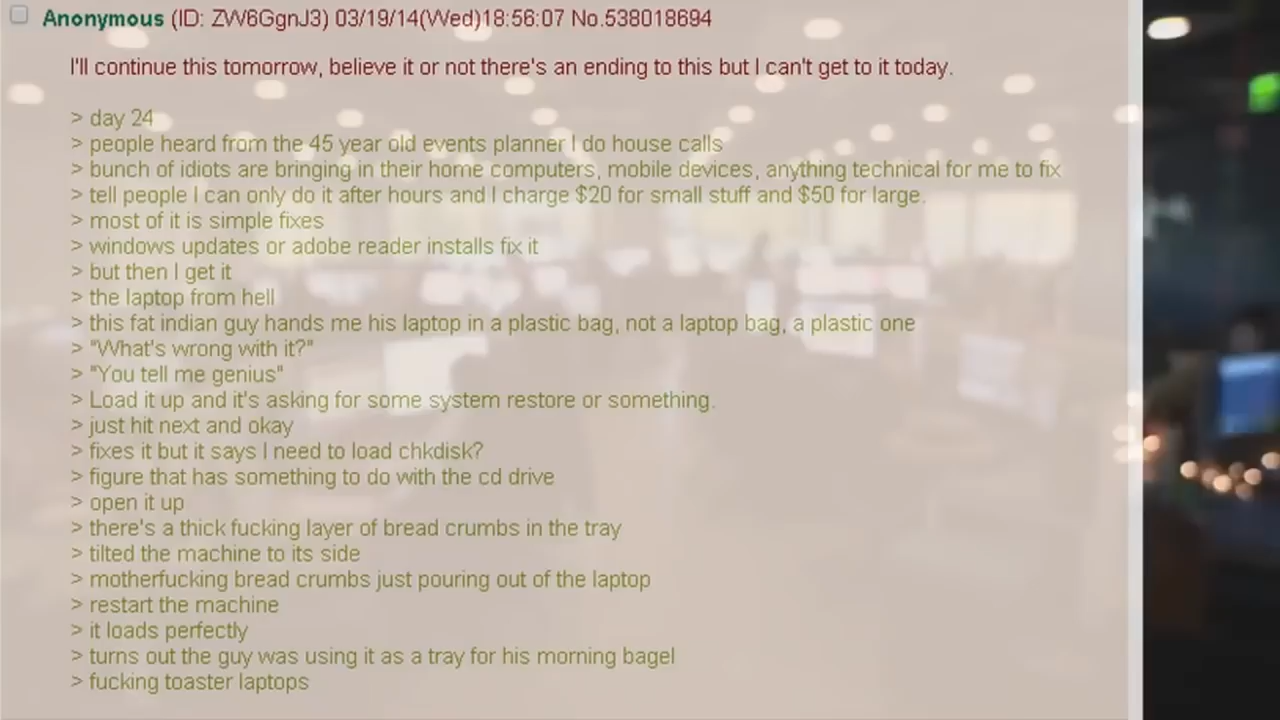 Anonymous (ID: ZW6GgnJ3) 03/19/14(Wed)18:56:07 No.538018694
I'll continue this tomorrow, believe it or not there's an ending to this but I can't get to it today.
> day 24
> people heard from the 45 year old events planner I do house calls
> bunch of idiots are bringing in their home computers, mobile devices, anything technical for me to fix
> tell people I can only do it after hours and I charge $20 for small stuff and $50 for large.
> most of it is simple fixes
> windows updates or adobe reader installs fix it
> but then I get it
> the laptop from hell
> this fat indian guy hands me his laptop in a plastic bag, not a laptop bag, a plastic one
> "What's wrong with it?"
> "You tell me genius"
> Load it up and it's asking for some system restore or something.
> just hit next and okay
> fixes it but it says I need to load chkdisk?
> figure that has something to do with the cd drive
> open it up
> there's a thick fucking layer of bread crumbs in the tray
> tilted the machine to its side
> motherfucking bread crumbs just pouring out of the laptop
> restart the machine
> it loads perfectly
> turns out the guy was using it as a tray for his morning bagel
> fucking toaster laptops